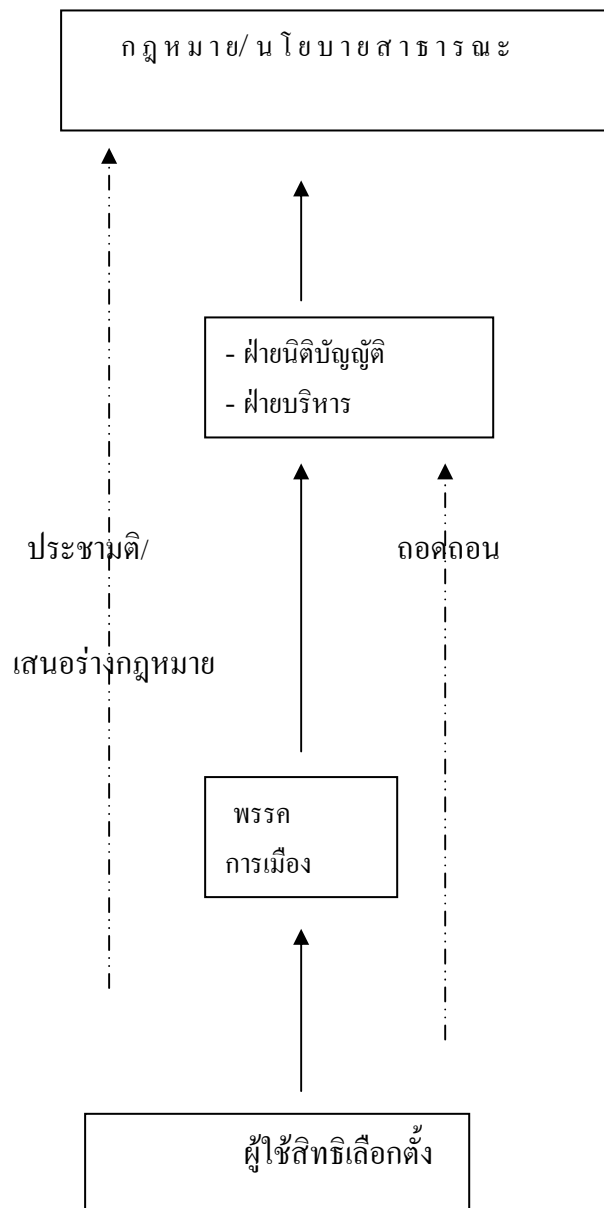 กฎหมาย/นโยบายสาธารณะ
- ฝ่ายนิติบัญญัติ
- ฝ่ายบริหาร
ประชามติ/
ถอดถอน
เสนอร่างกฎหมาย
พรรค
การเมือง
ผู้ใช้สิทธิเลือกตั้ง